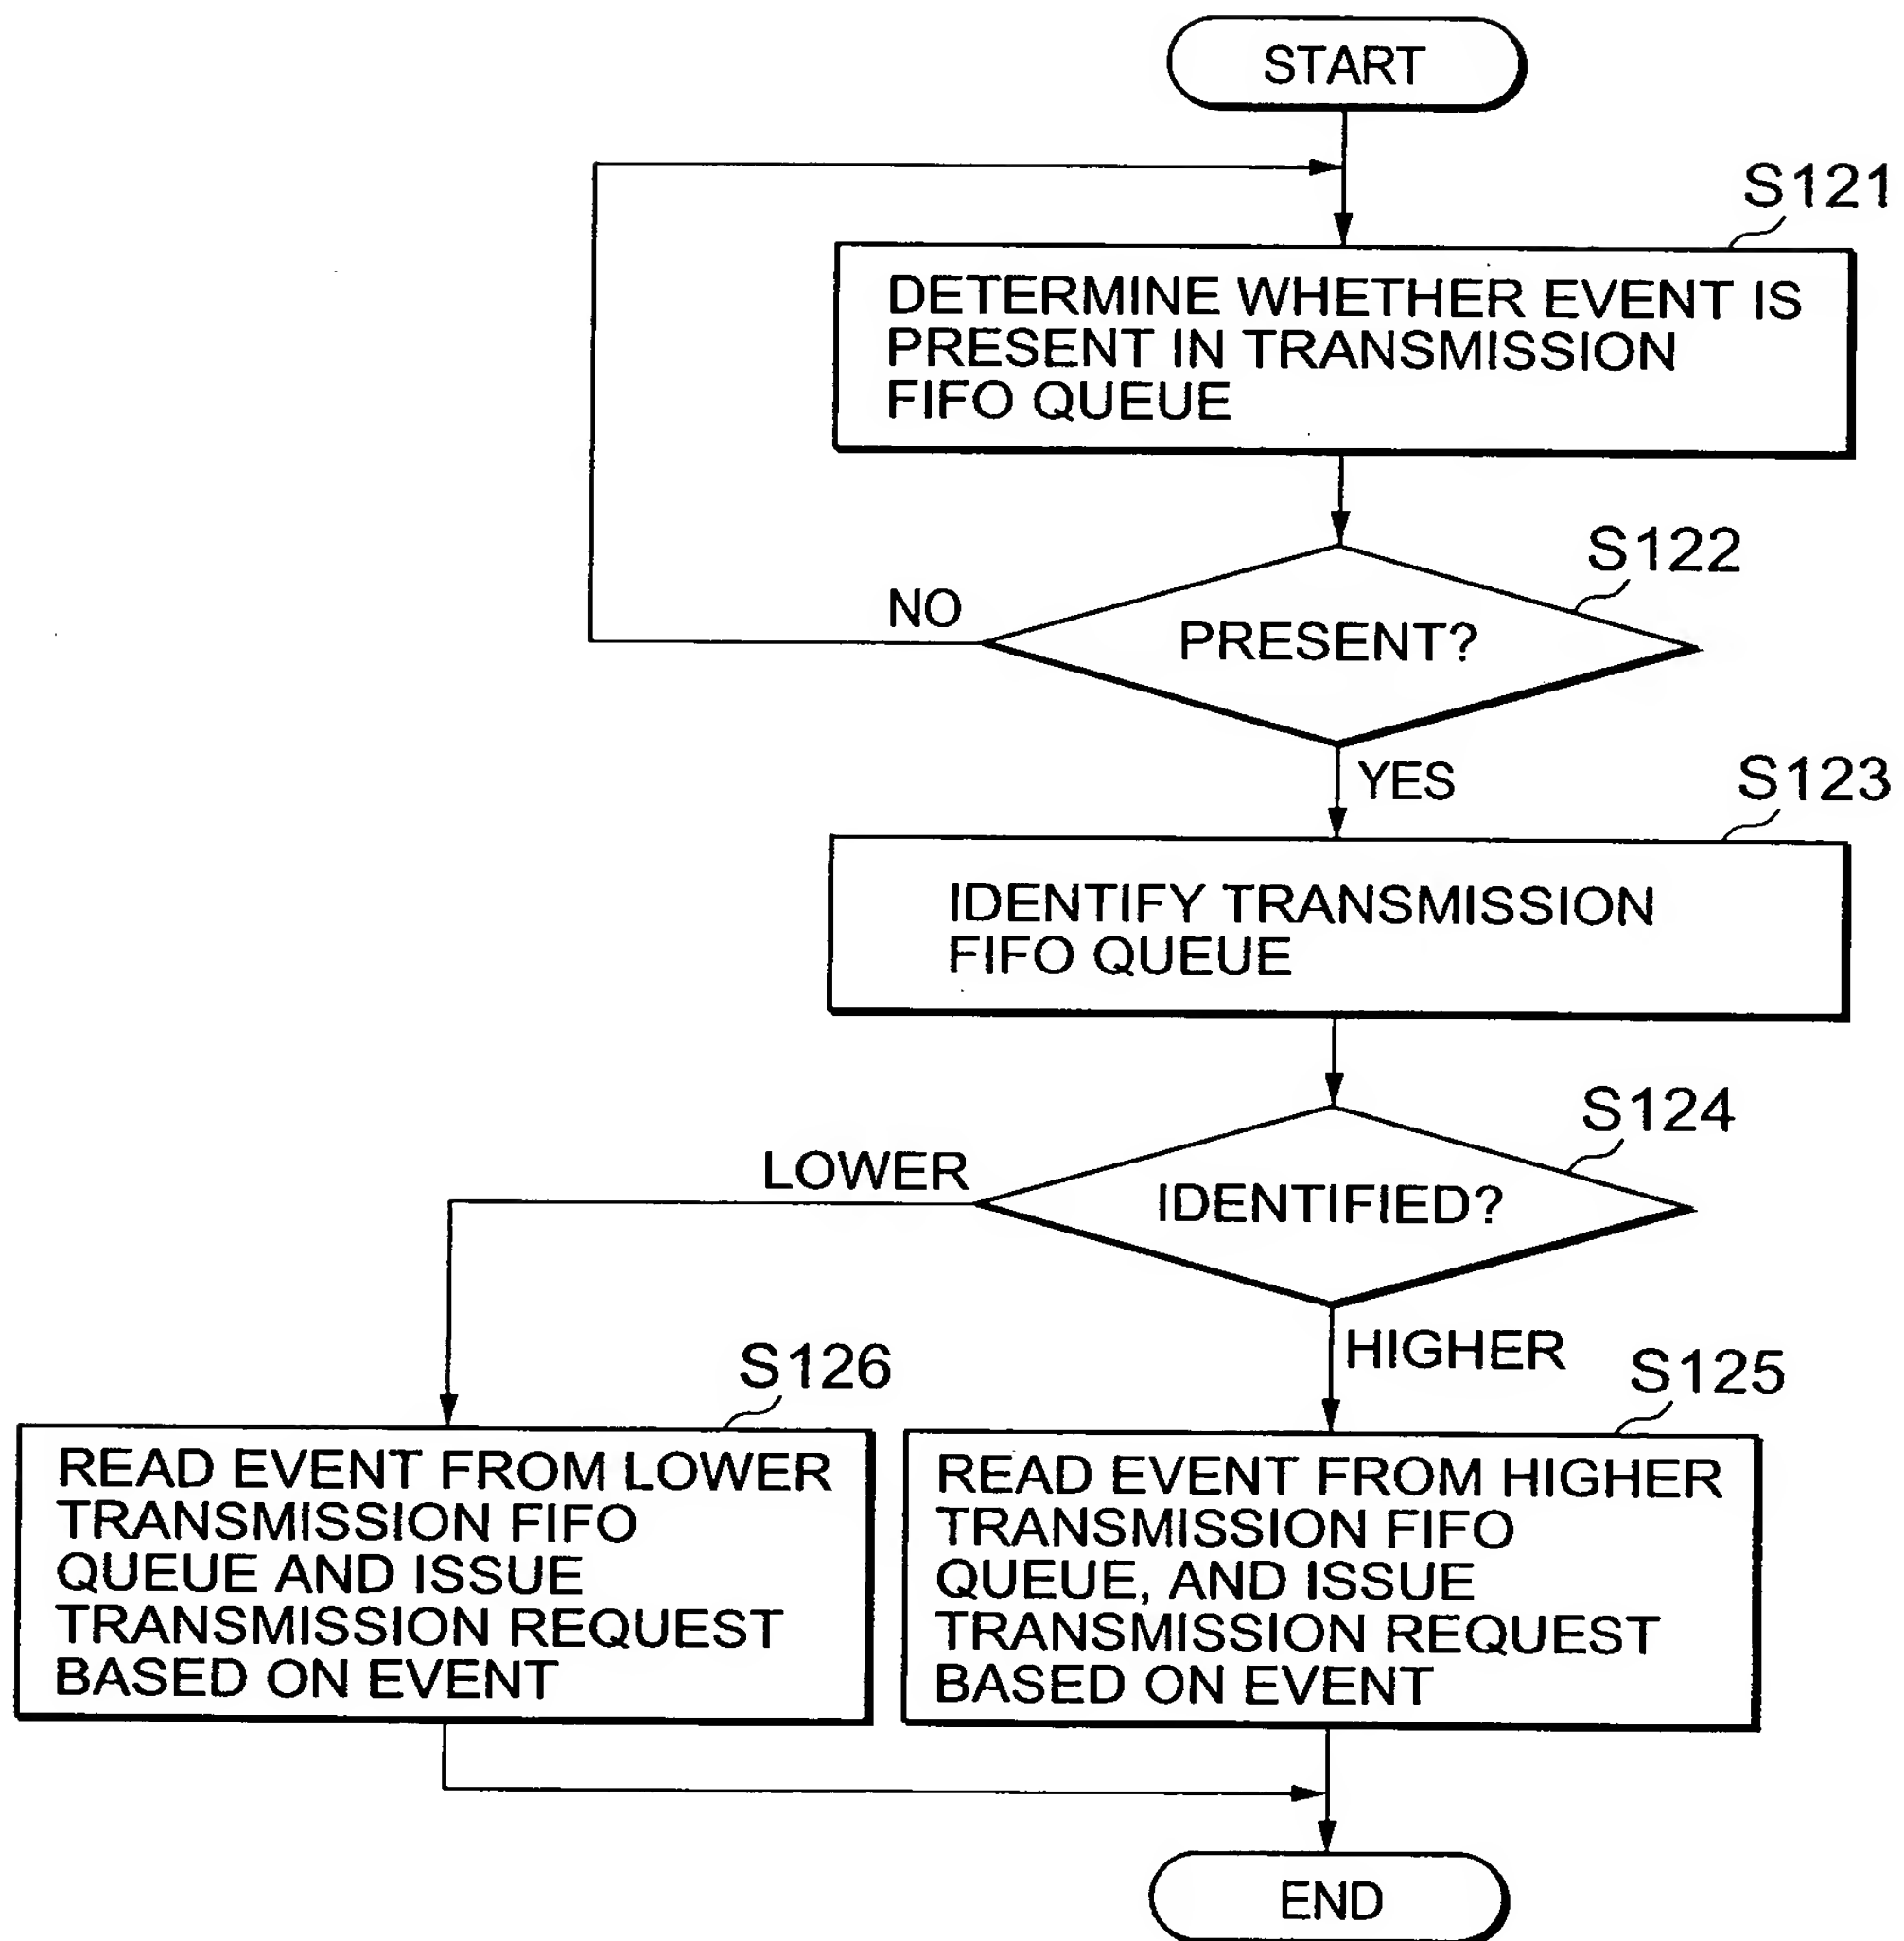 START
S121
DETERMINE WHETHER EVENT IS
PRESENT IN TRANSMISSION
FIFO QUEUE
S122
NO
PRESENT?
YES
S123
IDENTIFY TRANSMISSION
FIFO QUEUE
S124
LOWER
IDENTIFIED?
HIGHER
S126
READ EVENT FROM LOWER
TRANSMISSION FIFO
QUEUE AND ISSUE
TRANSMISSION REQUEST
BASED ON EVENT
S125
READ EVENT FROM HIGHER
TRANSMISSION FIFO
QUEUE, AND ISSUE
TRANSMISSION REQUEST
BASED ON EVENT
END